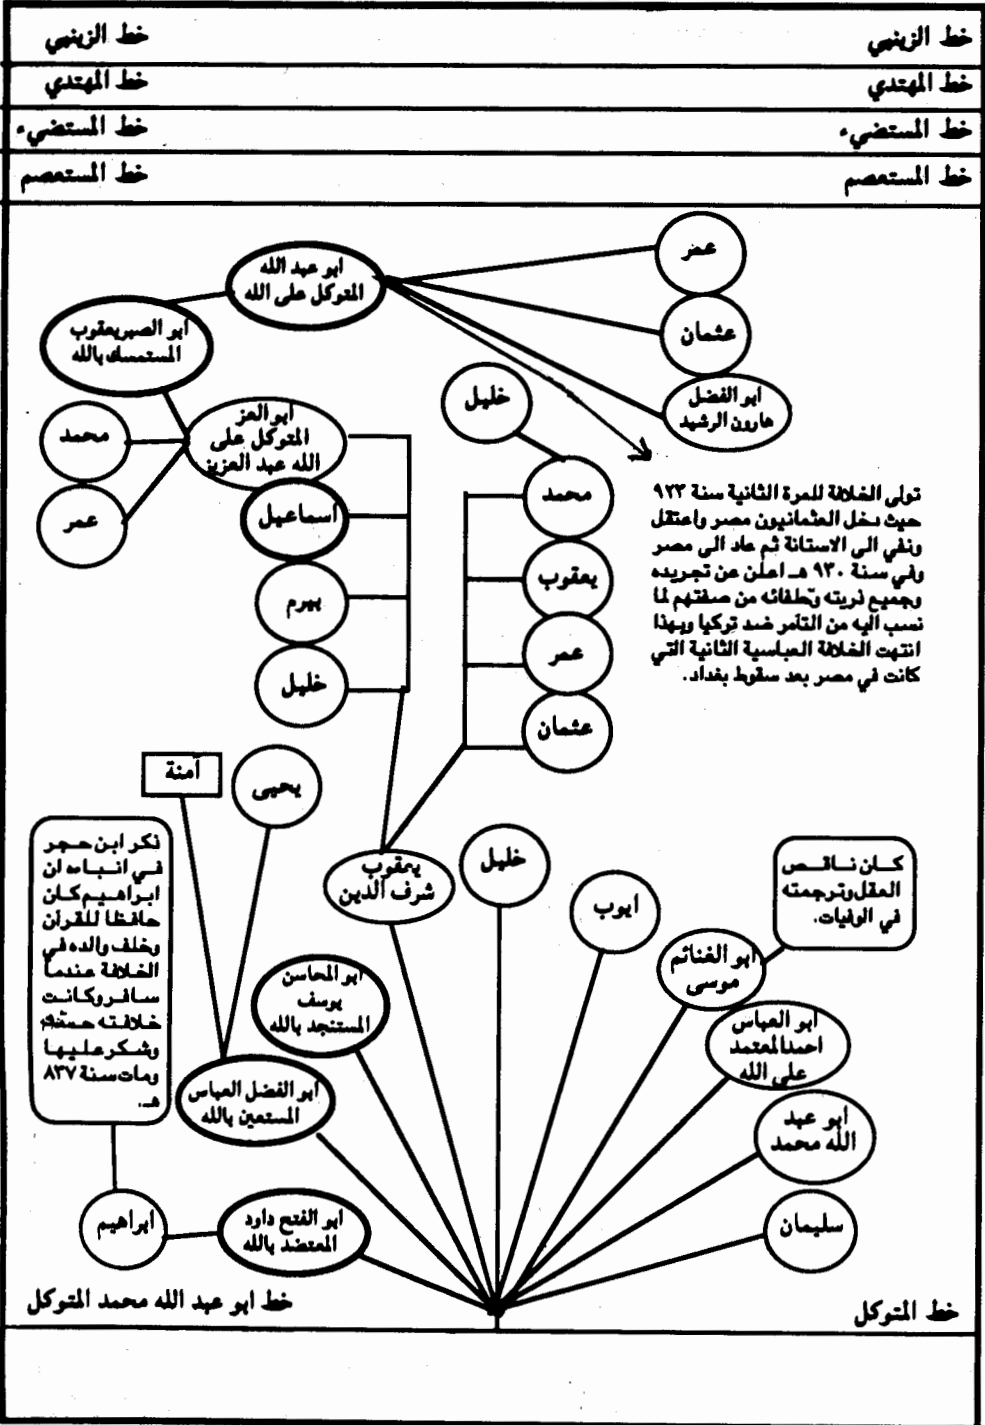 خط الزينبي
خط الزينبي
خط المهتدي
خط المهتدي
خط المستضيء
خط المستضيء
خط المستعصم
خط المستعصم
عمر
ابو عبد الله
المتوكل على الله
عثمان
أبو الصبر يعقوب
المستمسك بالله
ابو الفضل
هارون الرشيد
خليل
ابو العز
المتوكل على
الله عبد العزيز
محمد
محمد
عمر
اسماعيل
تولى الخلافة للمرة الثانية سنة ٩٢٣
حيث دخل العثمانيون مصر واعتقل
ونفي الى الاستانة ثم عاد الى مصر
وفي سنة ٩٣٠ هـ اعلن عن تجريده
وجميع ذريته وخلفائه من صفتهم لما
نسب اليه من التآمر ضد تركيا وبهذا
انتهت الخلافة العباسية الثانية التي
كانت في مصر بعد سقوط بغداد.
يعقوب
بيرم
عمر
خليل
عثمان
آمنة
يحيى
كان ناقص
العقل وترجمته
في الوفيات.
خليل
يعقوب
شرف الدين
ايوب
ذكر ابن حجر
في انباءه ان
ابراهيم كان
حافظا للقرآن
وخلف والده في
الخلافة عندما
سافر وكانت
خلافته حسنة
وشكر عليها
ومات سنة ٨٣٧
هـ.
ابو الغنائم
موسى
ابو المحاسن
يوسف
المستنجد بالله
ابو العباس
احمد المعتمد
على الله
ابو الفضل العباس
المستعين بالله
ابو عبد
الله محمد
سليمان
ابو الفتح داود
المعتضد بالله
ابراهيم
خط المتوكل
خط ابو عبد الله محمد المتوكل